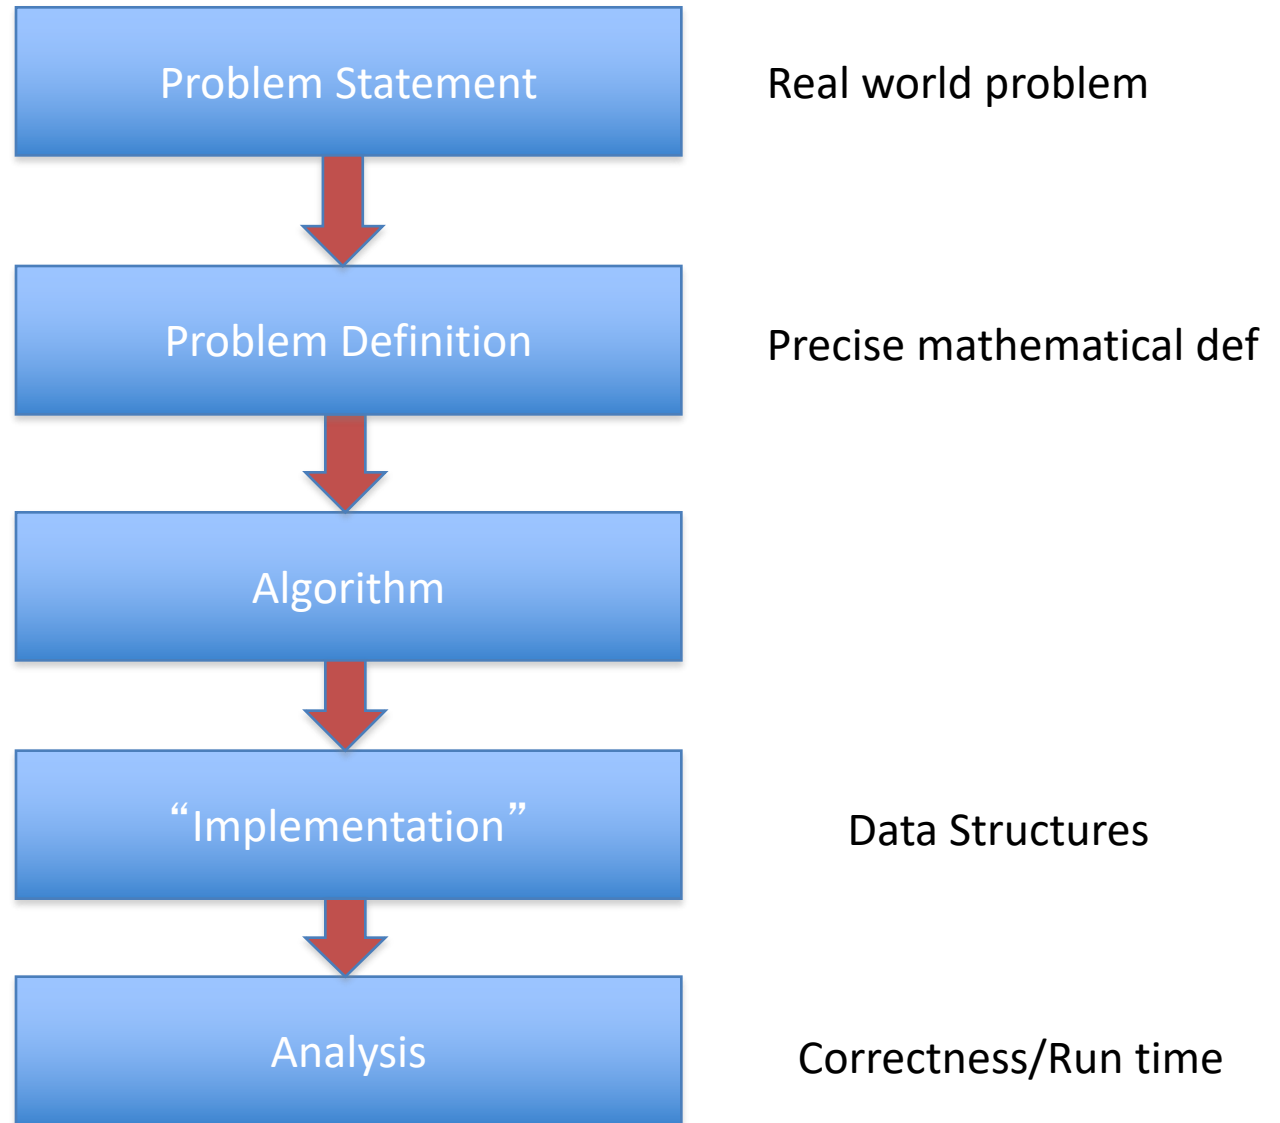 Problem Statement
Real world problem
Problem Definition
Precise mathematical def
Algorithm
“Implementation”
Data Structures
Analysis
Correctness/Run time